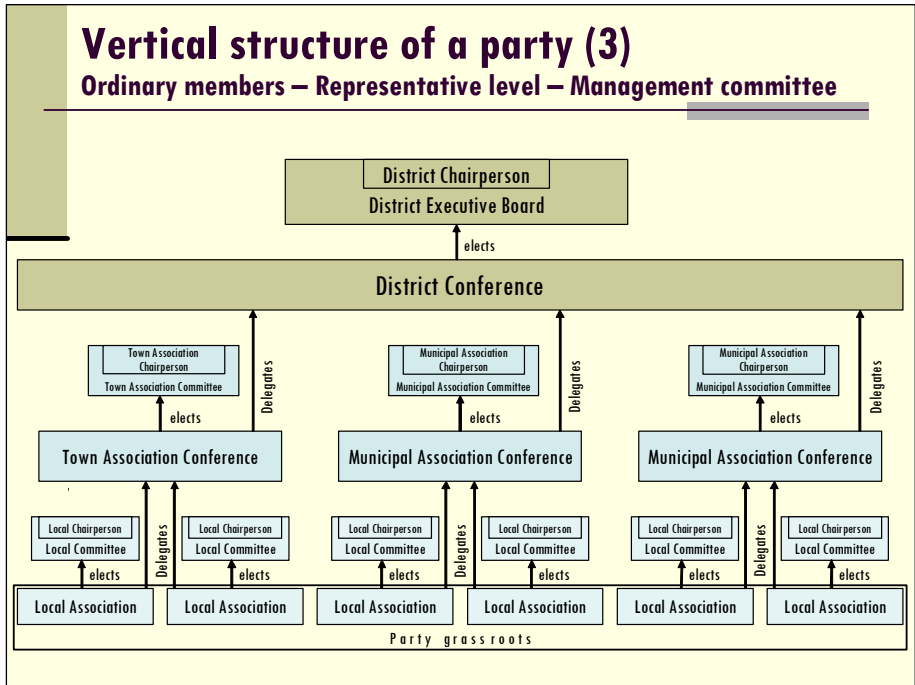 Vertical structure of a party (3)
Ordinary members – Representative level – Management committee
District Chairperson
District Executive Board
elects
District Conference
Town Association
Chairperson
Town Association Committee
elects
Delegates
Municipal Association
Chairperson
Municipal Association Committee
elects
Delegates
Municipal Association
Chairperson
Municipal Association Committee
elects
Delegates
Town Association Conference
Municipal Association Conference
Municipal Association Conference
Local Chairperson
Local Committee
elects
Delegates
Local Chairperson
Local Committee
elects
Local Chairperson
Local Committee
elects
Delegates
Local Chairperson
Local Committee
elects
Local Chairperson
Local Committee
elects
Delegates
Local Chairperson
Local Committee
elects
Local Association
Local Association
Local Association
Local Association
Local Association
Local Association
Party grassroots